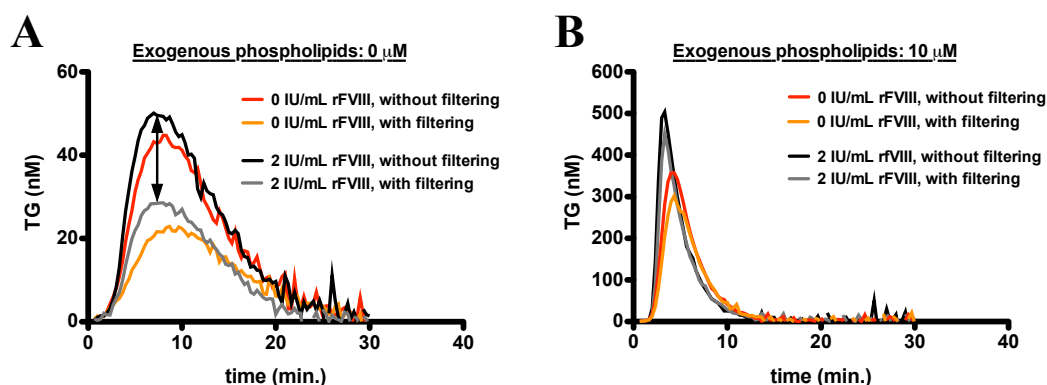 A
Exogenous phospholipids: 0 μM
60
40
20
0
TG (nM)
0 IU/mL rFVIII, without filtering
0 IU/mL rFVIII, with filtering
2 IU/mL rFVIII, without filtering
2 IU/mL rFVIII, with filtering
0 10 20 30 40
time (min.)
B
Exogenous phospholipids: 10 μM
600
500
400
300
200
100
0
TG (nM)
0 IU/mL rFVIII, without filtering
0 IU/mL rFVIII, with filtering
2 IU/mL rFVIII, without filtering
2 IU/mL rFVIII, with filtering
0 10 20 30 40
time (min.)